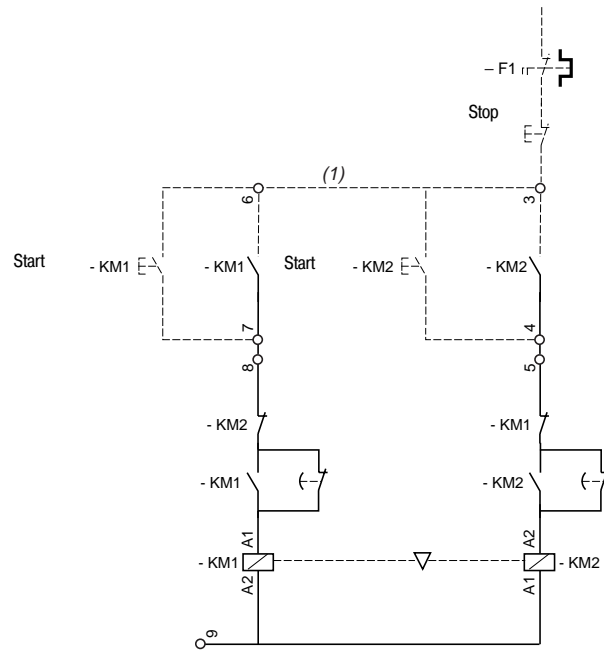 – F1
Stop
(1)
6
3
Start
- KM1
- KM1
Start
- KM2
- KM2
7
4
8
5
- KM2
- KM1
- KM1
- KM2
A1
A2
- KM1
- KM2
A2
A1
9